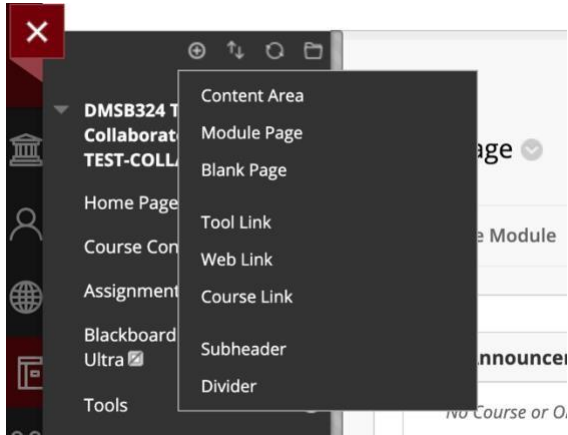 DMSB324 T
Collaborat
TEST-COLL
Home Page
Course Con
Assignment
Blackboard
Ultra
Tools
Content Area
Module Page
Blank Page
Tool Link
Web Link
Course Link
Subheader
Divider
age
e Module
nnouncer
No Course or O